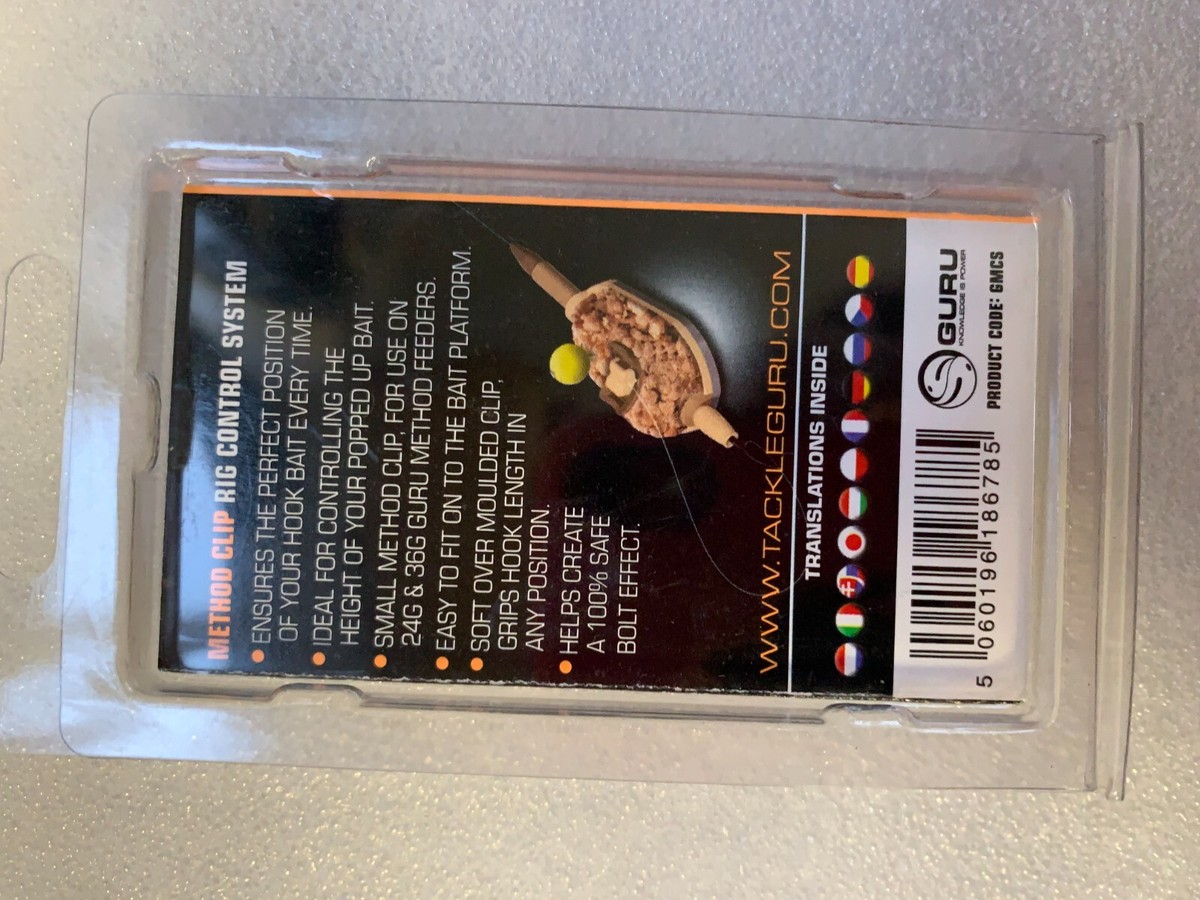 METHOD CLIP RIG CONTROL SYSTEM
• ENSURES THE PERFECT POSITION
OF YOUR HOOK BAIT EVERY TIME.
• IDEAL FOR CONTROLLING THE
HEIGHT OF YOUR POPPED UP BAIT.
• SMALL METHOD CLIP, FOR USE ON
24G & 36G GURU METHOD FEEDERS.
• EASY TO FIT ON TO THE BAIT PLATFORM.
• SOFT OVER MOULDED CLIP,
GRIPS HOOK LENGTH IN
ANY POSITION.
• HELPS CREATE
A 100% SAFE
BOLT EFFECT.
WWW.TACKLEGURU.COM
TRANSLATIONS INSIDE
5 060196 186785
GURU
KNOWLEDGE IS POWER
PRODUCT CODE: GMCS